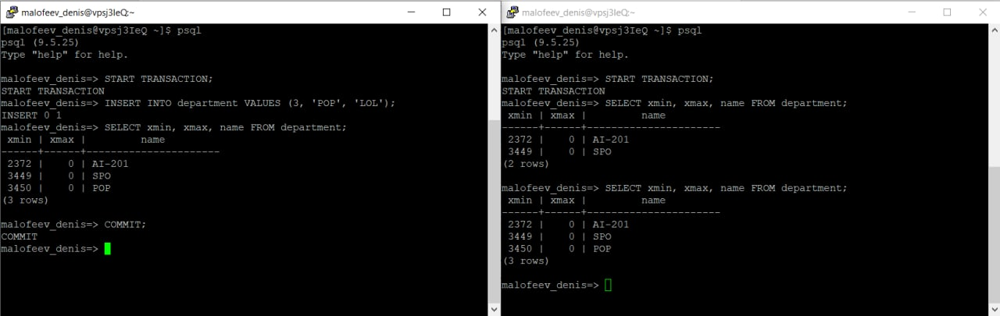 malofeev_denis@vpsj3IeQ:~
[malofeev_denis@vpsj3IeQ ~]$ psql
psql (9.5.25)
Type "help" for help.
malofeev_denis=> START TRANSACTION;
START TRANSACTION
malofeev_denis=> INSERT INTO department VALUES (3, 'POP', 'LOL');
INSERT 0 1
malofeev_denis=> SELECT xmin, xmax, name FROM department;
xmin | xmax | name
------+------+----------------------
2372 | 0 | AI-201
3449 | 0 | SPO
3450 | 0 | POP
(3 rows)
malofeev_denis=> COMMIT;
COMMIT
malofeev_denis=>
malofeev_denis@vpsj3IeQ:~
[malofeev_denis@vpsj3IeQ ~]$ psql
psql (9.5.25)
Type "help" for help.
malofeev_denis=> START TRANSACTION;
START TRANSACTION
malofeev_denis=> SELECT xmin, xmax, name FROM department;
xmin | xmax | name
------+------+----------------------
2372 | 0 | AI-201
3449 | 0 | SPO
(2 rows)
malofeev_denis=> SELECT xmin, xmax, name FROM department;
xmin | xmax | name
------+------+----------------------
2372 | 0 | AI-201
3449 | 0 | SPO
3450 | 0 | POP
(3 rows)
malofeev_denis=>